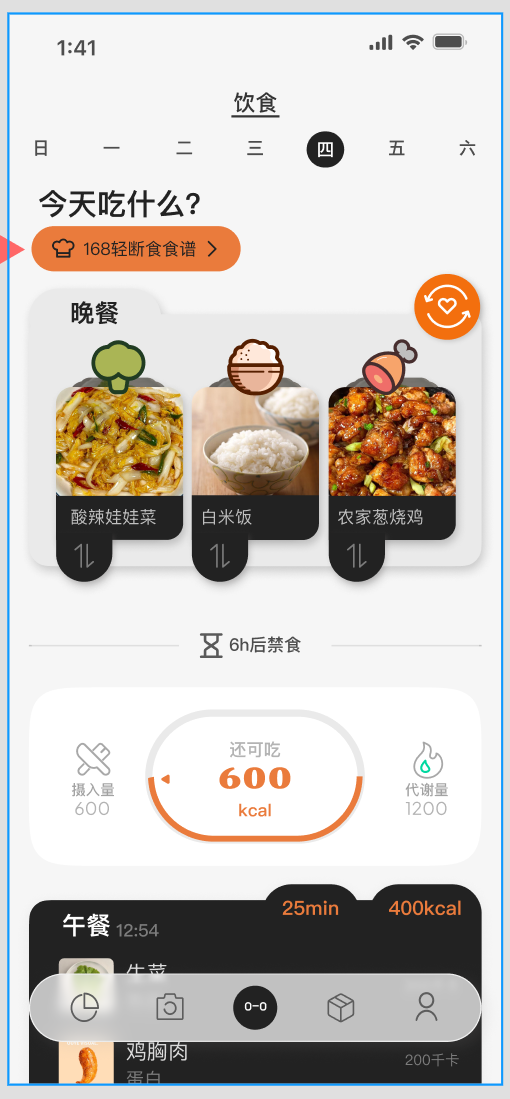 1:41
饮食
日 一 二 三 四 五 六
今天吃什么?
168轻断食食谱
晚餐
酸辣娃娃菜 白米饭 农家葱烧鸡
6h后禁食
还可吃
600
kcal
摄入量
600
代谢量
1200
午餐 12:54 25min 400kcal
生菜
鸡胸肉
200千卡
蛋白